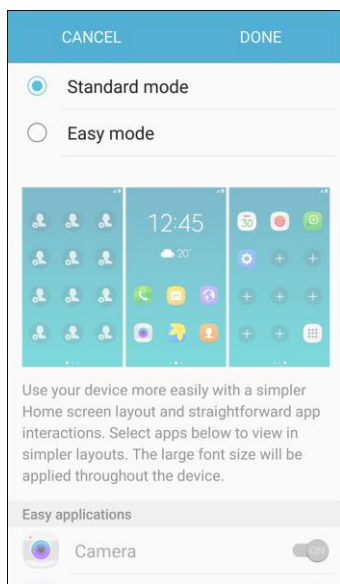 CANCEL DONE
Standard mode
Easy mode
12:45
20°
30
Use your device more easily with a simpler
Home screen layout and straightforward app
interactions. Select apps below to view in
simpler layouts. The large font size will be
applied throughout the device.
Easy applications
Camera ON